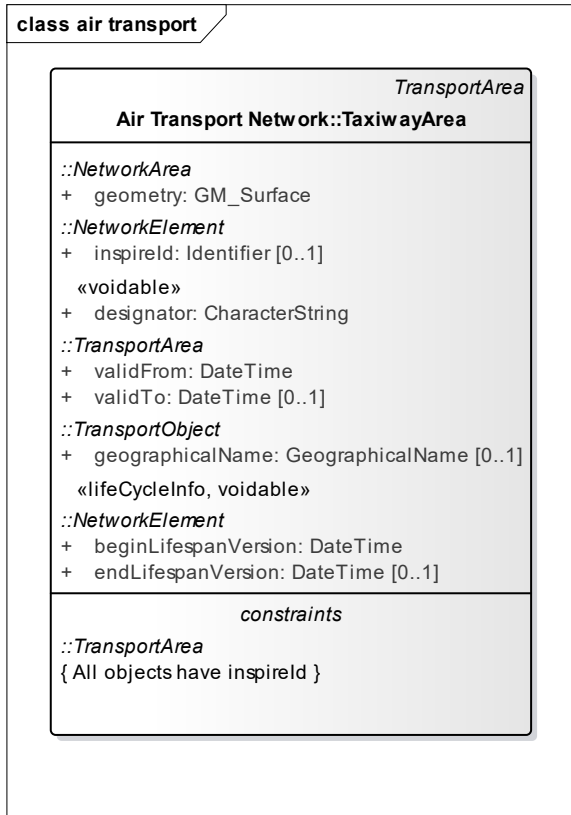 class air transport
TransportArea
Air Transport Network::TaxiwayArea
::NetworkArea
+ geometry: GM_Surface
::NetworkElement
+ inspireId: Identifier [0..1]
«voidable»
+ designator: CharacterString
::TransportArea
+ validFrom: DateTime
+ validTo: DateTime [0..1]
::TransportObject
+ geographicalName: GeographicalName [0..1]
«lifeCycleInfo, voidable»
::NetworkElement
+ beginLifespanVersion: DateTime
+ endLifespanVersion: DateTime [0..1]
constraints
::TransportArea
{ All objects have inspireId }